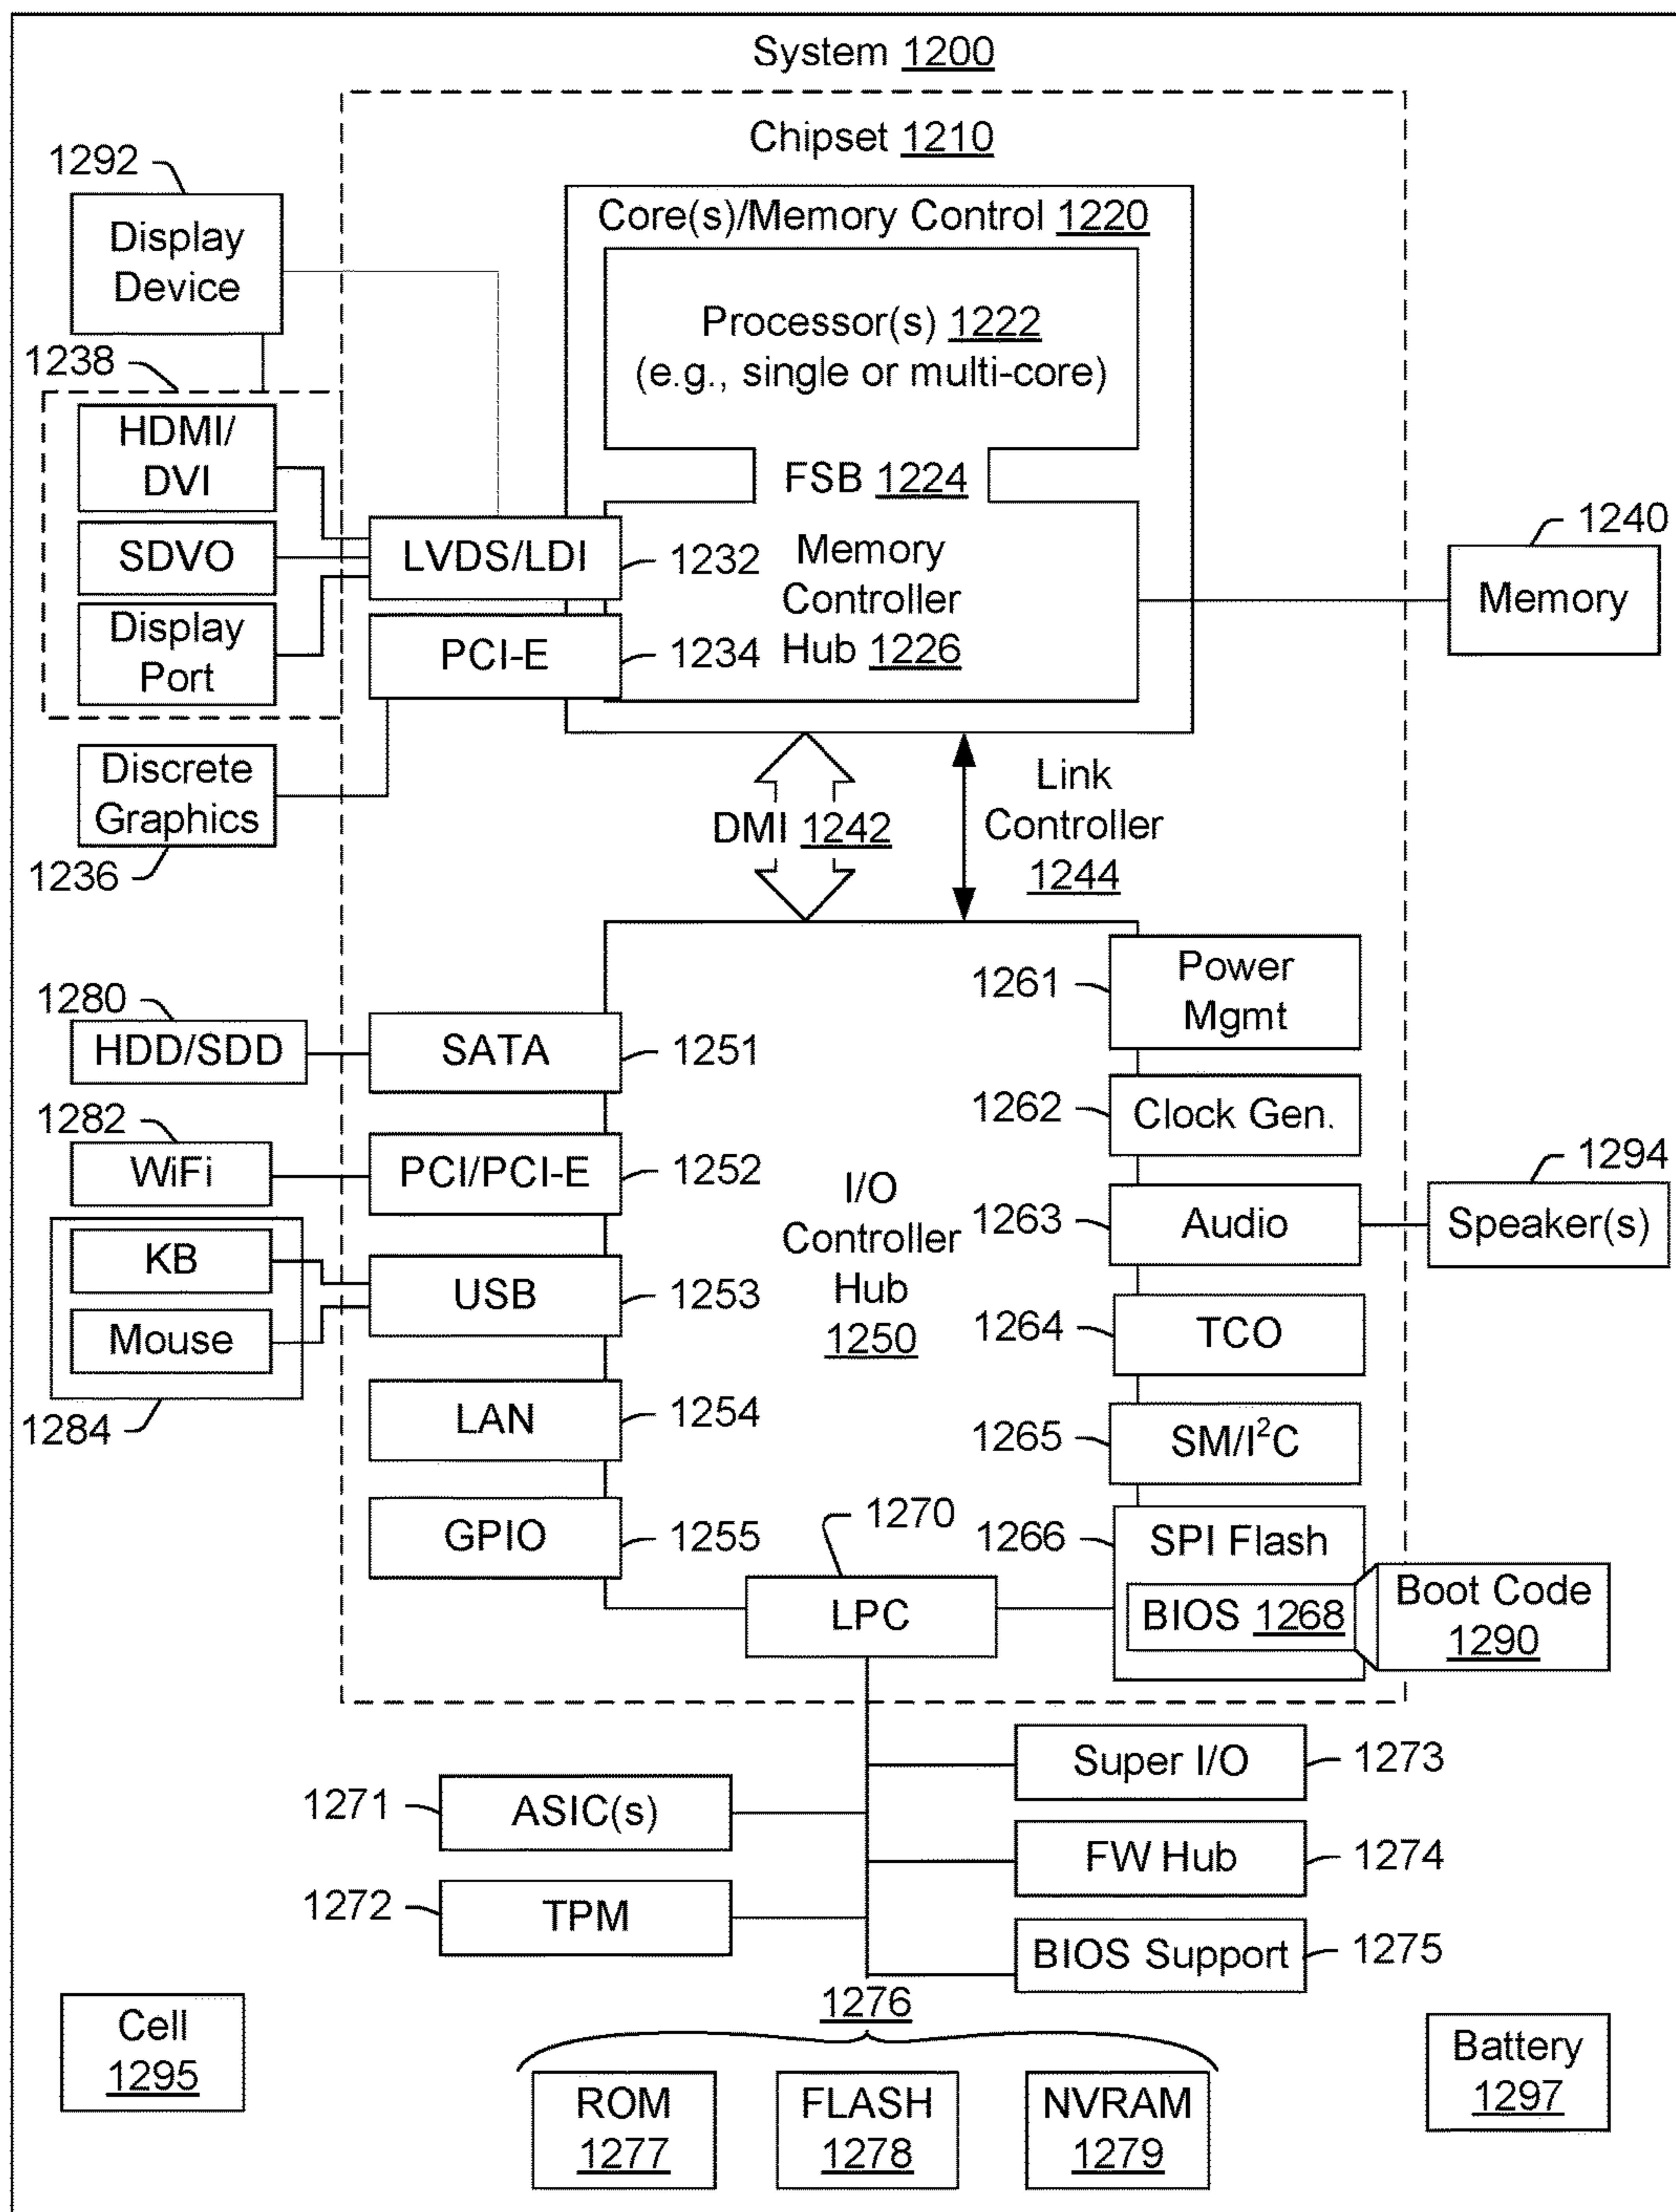 System 1200
Chipset 1210
1292
Display
Device
Core(s)/Memory Control 1220
Processor(s) 1222
(e.g., single or multi-core)
1238
HDMI/
DVI
SDVO
Display
Port
FSB 1224
LVDS/LDI
1232
PCI-E
1234
Memory
Controller
Hub 1226
1240
Memory
Discrete
Graphics
1236
DMI 1242
Link
Controller
1244
1280
HDD/SDD
SATA
1251
1282
WiFi
PCI/PCI-E
1252
KB
Mouse
1284
USB
1253
LAN
1254
GPIO
1255
I/O
Controller
Hub
1250
1261
Power
Mgmt
1262
Clock Gen.
1263
Audio
1294
Speaker(s)
1264
TCO
1265
SM/I²C
1266
SPI Flash
BIOS 1268
Boot Code
1290
1270
LPC
Super I/O
1273
1271
ASIC(s)
FW Hub
1274
1272
TPM
BIOS Support
1275
1276
Cell
1295
ROM
1277
FLASH
1278
NVRAM
1279
Battery
1297